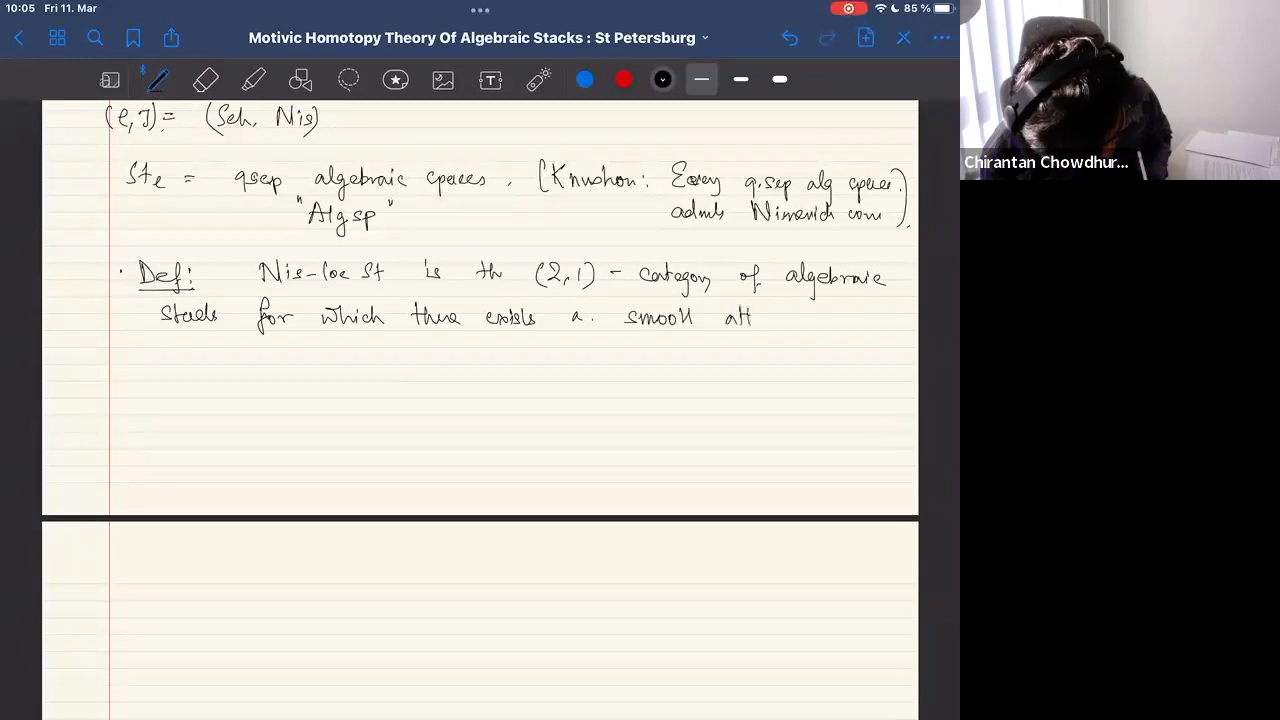 10:05 Fri 11. Mar
85 %
Motivic Homotopy Theory Of Algebraic Stacks : St Petersburg
T
(C, J) = (Sch, Nis)
St_C = qsep algebraic spaces. [Knutson: Every q.sep alg space
"Alg sp" admits Nisnevich cov]
· Def: Nis-loc St is the (2,1) - category of algebraic
stacks for which there exists a smooth att
Chirantan Chowdhur...